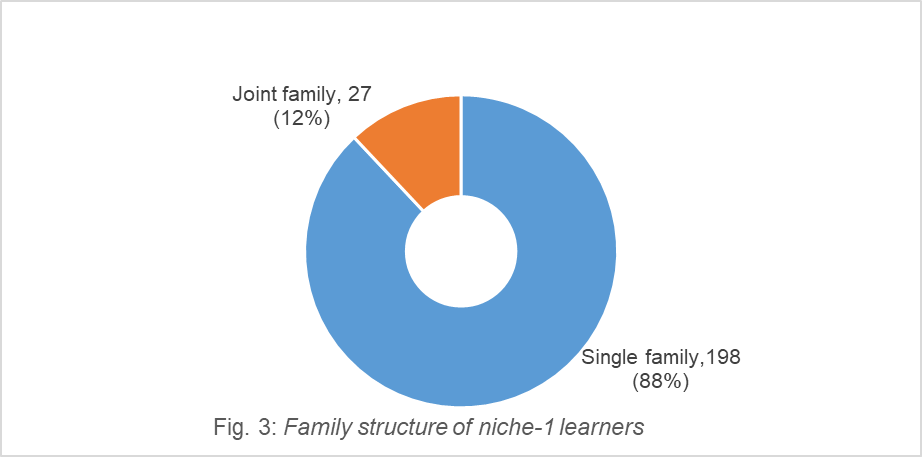 Joint family, 27
(12%)
Single family,198
(88%)
Fig. 3: Family structure of niche-1 learners